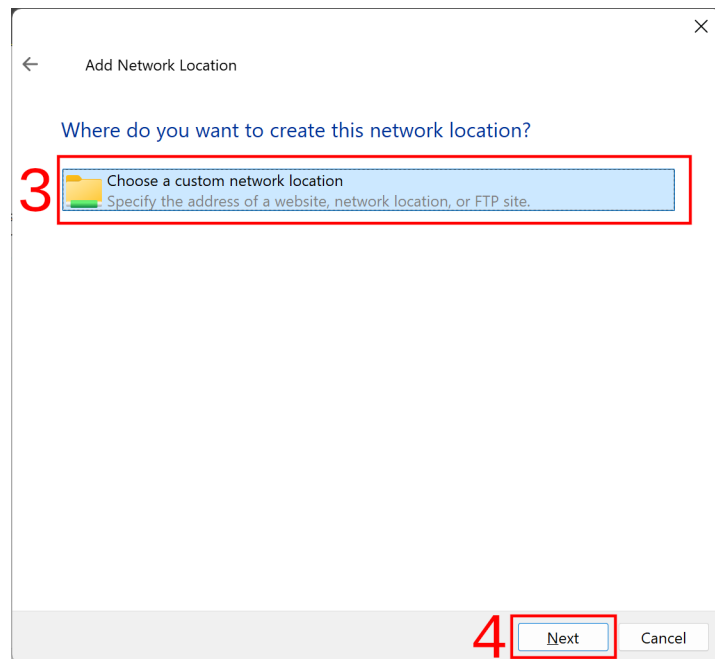 Add Network Location
Where do you want to create this network location?
3
Choose a custom network location
Specify the address of a website, network location, or FTP site.
4
Next
Cancel